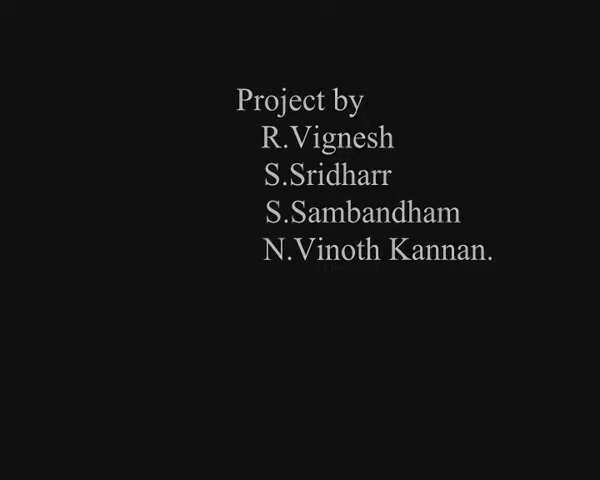 Project by
R.Vignesh
S.Sridharr
S.Sambandham
N.Vinoth Kannan.